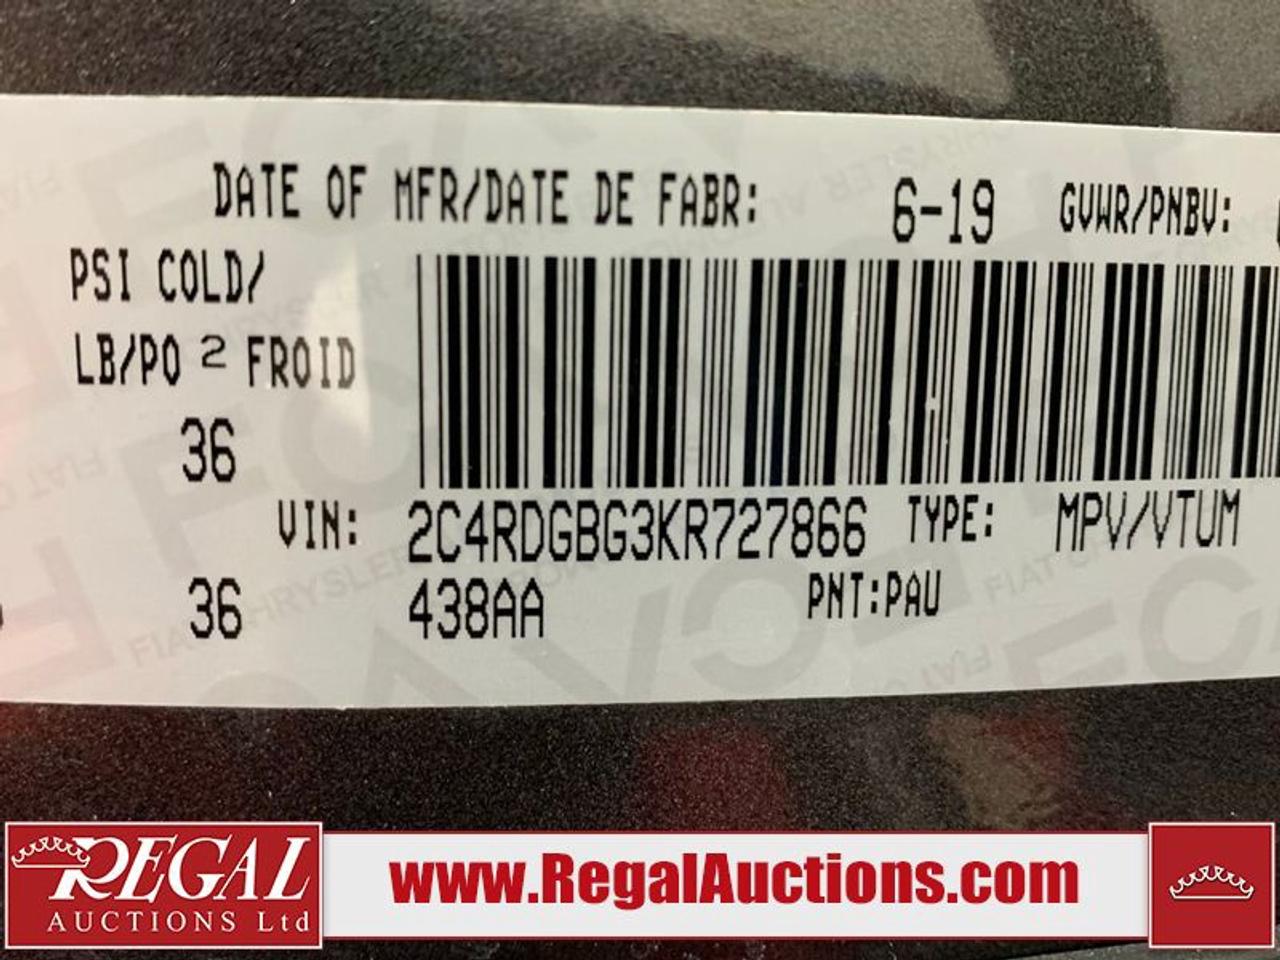 DATE OF MFR/DATE DE FABR: 6-19 GVWR/PNBV:
PSI COLD/
LB/PO 2 FROID
36
VIN: 2C4RDGBG3KR727866 TYPE: MPV/VTUM
36 438AA PNT:PAU
REGAL
AUCTIONS Ltd
www.RegalAuctions.com